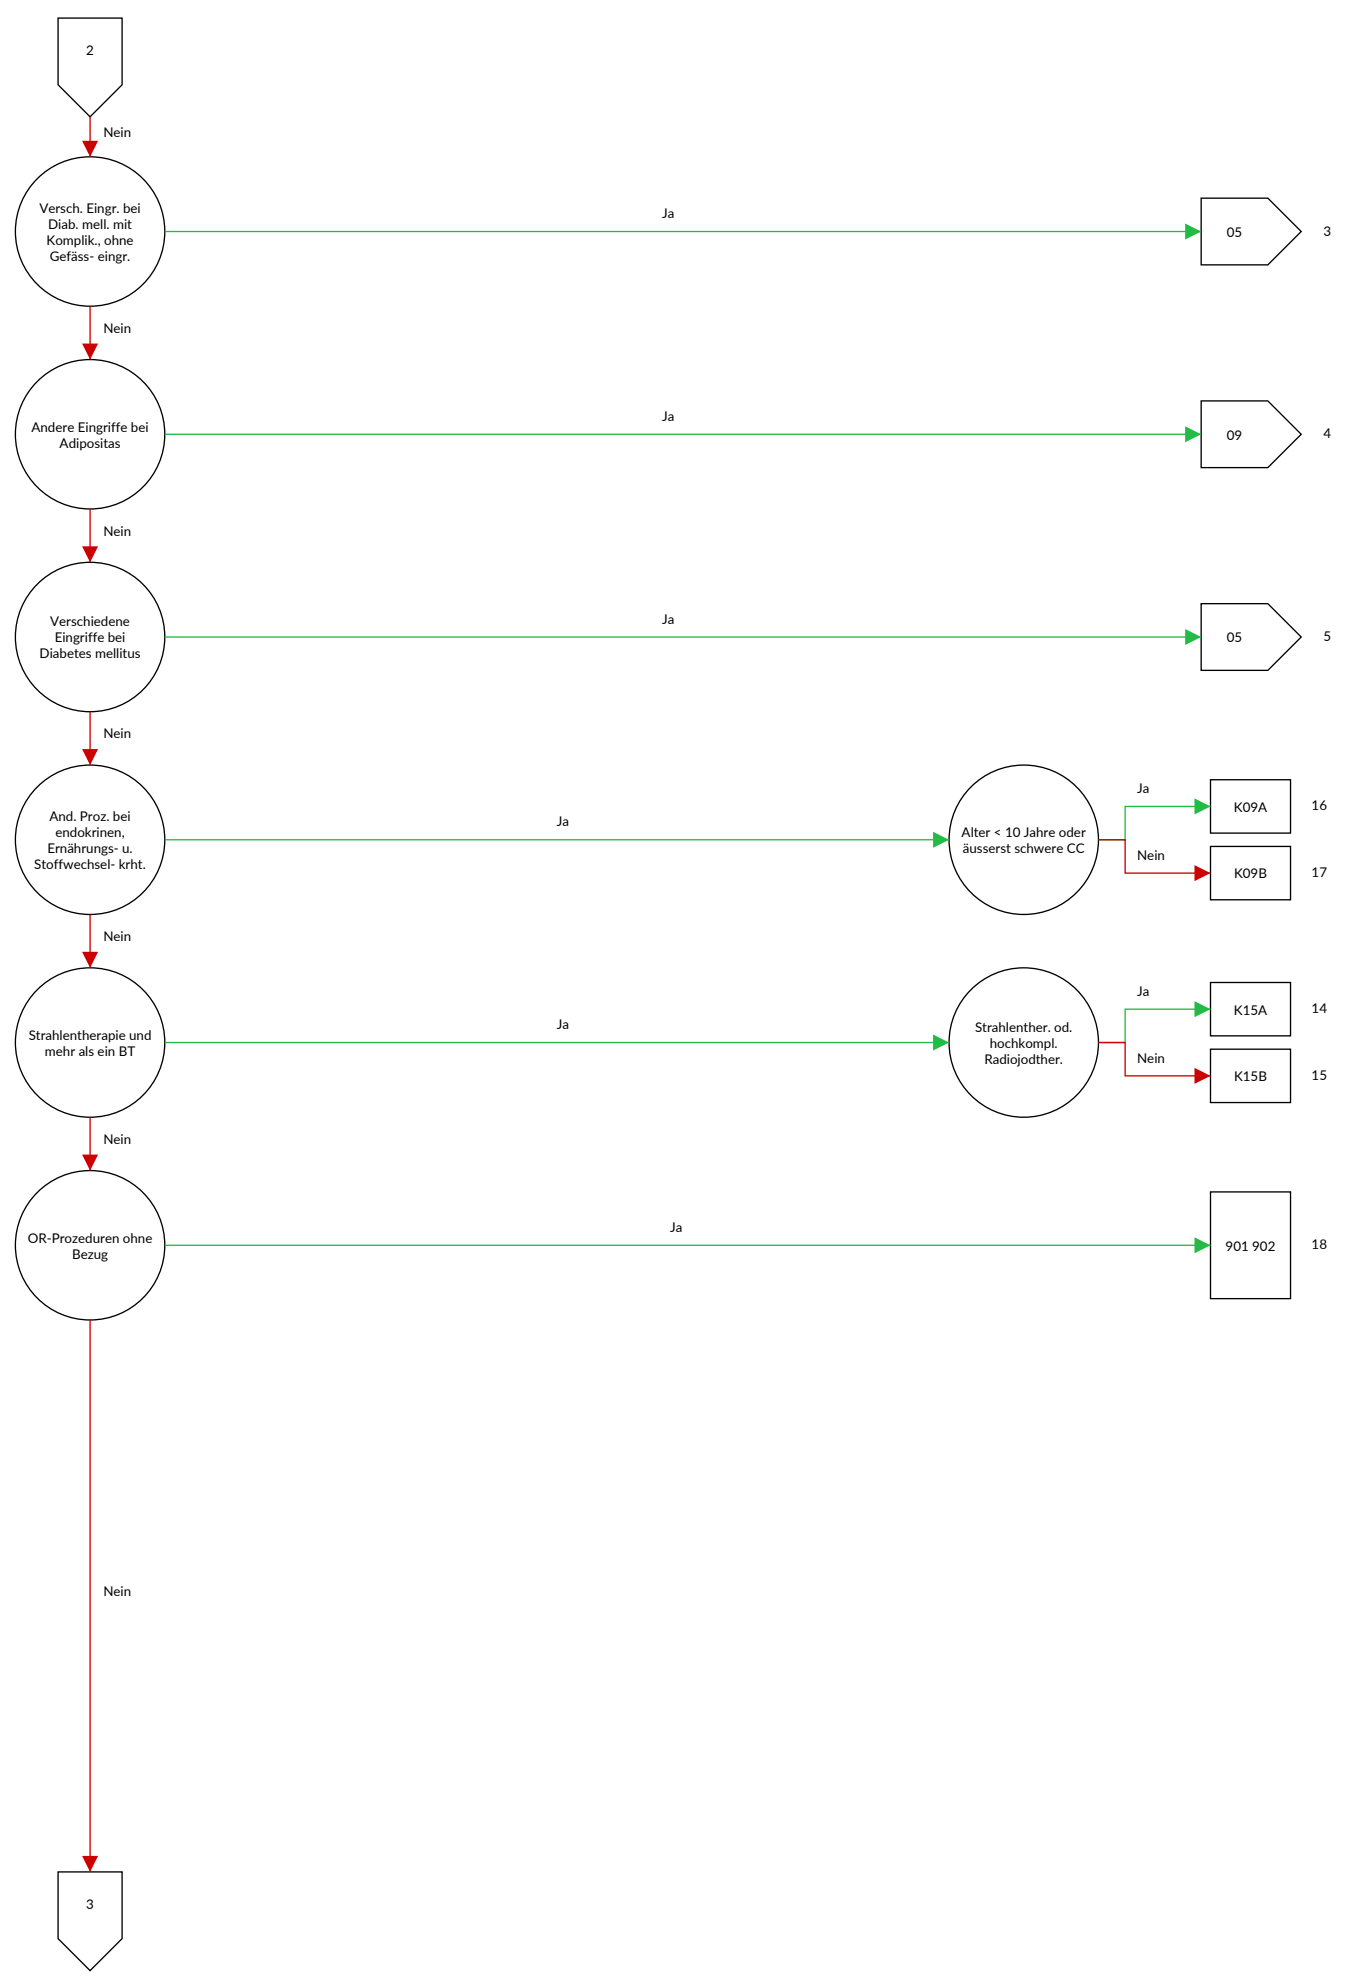 2
Nein
Versch. Eingr. bei
Diab. mell. mit
Komplik., ohne
Gefäss- eingr.
Ja
05
3
Nein
Andere Eingriffe bei
Adipositas
Ja
09
4
Nein
Verschiedene
Eingriffe bei
Diabetes mellitus
Ja
05
5
Nein
And. Proz. bei
endokrinen,
Ernährungs- u.
Stoffwechsel- krht.
Ja
Alter < 10 Jahre oder
äusserst schwere CC
Ja
K09A
16
Nein
K09B
17
Nein
Strahlentherapie und
mehr als ein BT
Ja
Strahlenther. od.
hochkompl.
Radiojodther.
Ja
K15A
14
Nein
K15B
15
Nein
OR-Prozeduren ohne
Bezug
Ja
901 902
18
Nein
3